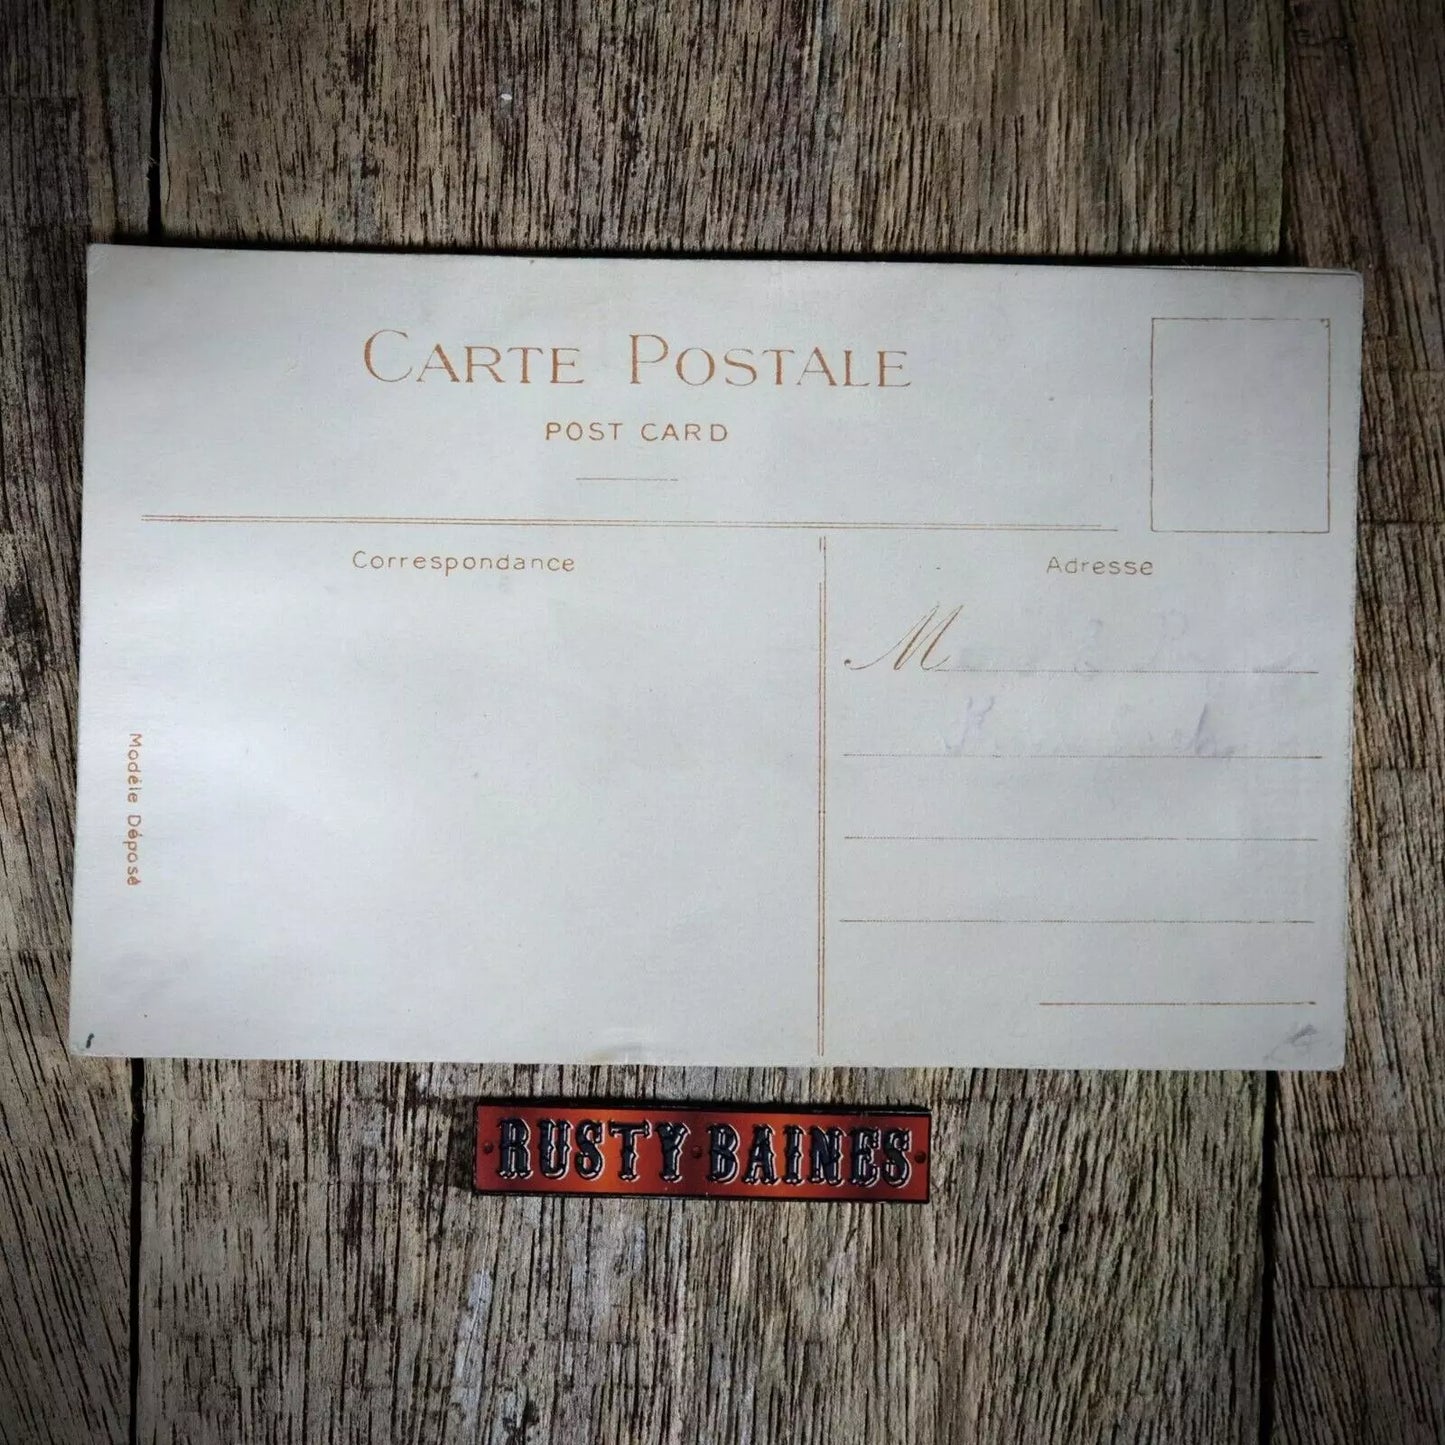 CARTE POSTALE
POST CARD
Correspondance
Adresse
M
Modèle Déposé
RUSTY·BAINES